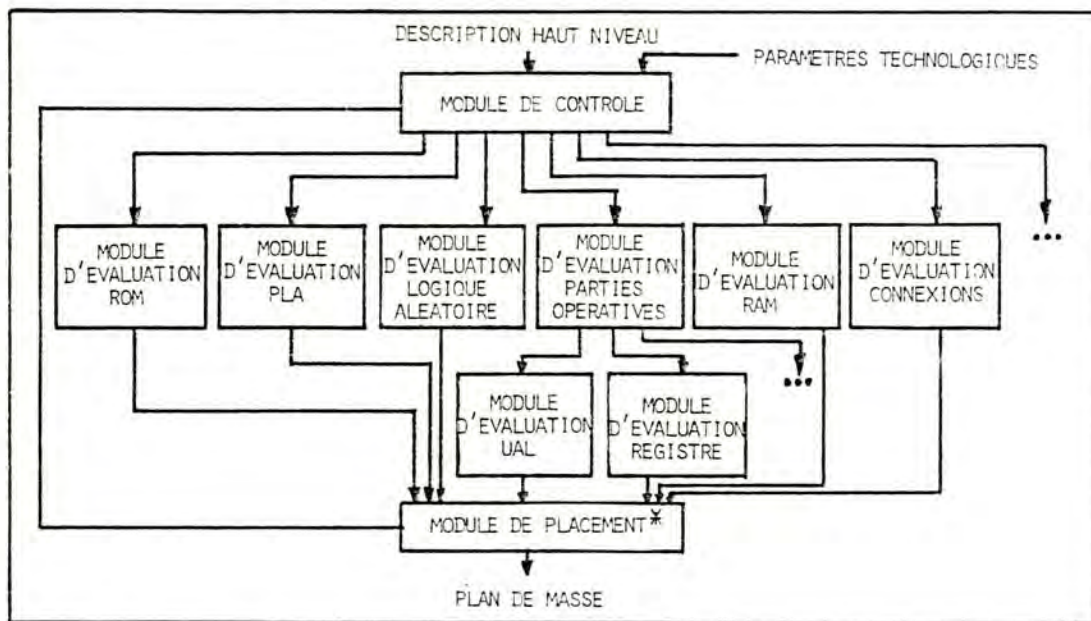 DESCRIPTION HAUT NIVEAU
PARAMETRES TECHNOLOGIQUES
MODULE DE CONTROLE
MODULE
D'EVALUATION
ROM
MODULE
D'EVALUATION
PLA
MODULE
D'EVALUATION
LOGIQUE
ALEATOIRE
MODULE
D'EVALUATION
PARTIES
OPERATIVES
MODULE
D'EVALUATION
RAM
MODULE
D'EVALUATION
CONNEXIONS
...
...
MODULE
D'EVALUATION
UAL
MODULE
D'EVALUATION
REGISTRE
MODULE DE PLACEMENT*
PLAN DE MASSE